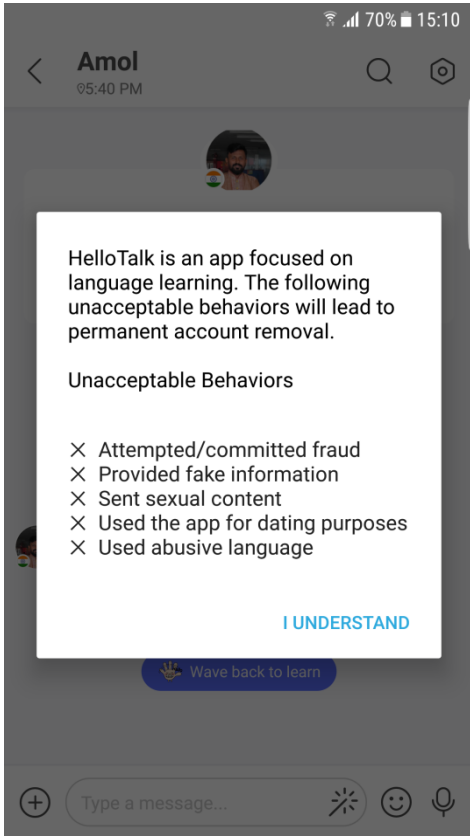 70% 15:10
Amol
05:40 PM
HelloTalk is an app focused on
language learning. The following
unacceptable behaviors will lead to
permanent account removal.
Unacceptable Behaviors
Attempted/committed fraud
Provided fake information
Sent sexual content
Used the app for dating purposes
Used abusive language
I UNDERSTAND
Wave back to learn
Type a message...